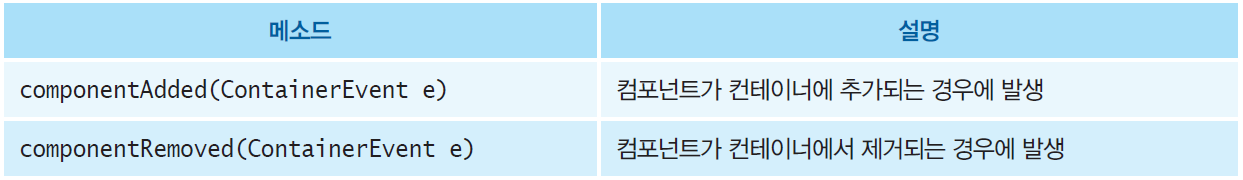 메소드 설명
componentAdded(ContainerEvent e) 컴포넌트가 컨테이너에 추가되는 경우에 발생
componentRemoved(ContainerEvent e) 컴포넌트가 컨테이너에서 제거되는 경우에 발생